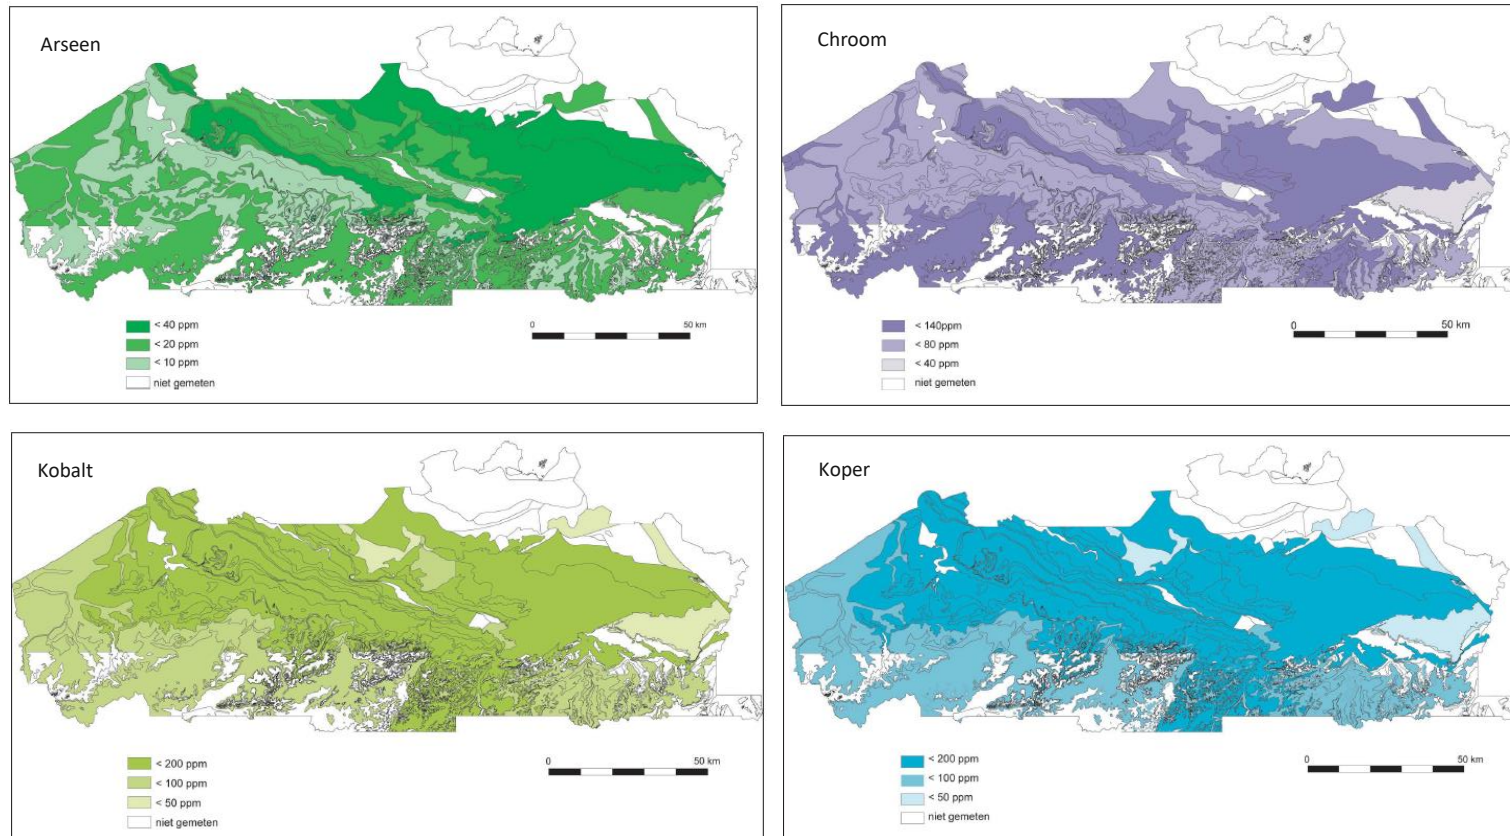 Arseen
< 40 ppm
< 20 ppm
< 10 ppm
niet gemeten
0 50 km
Chroom
< 140ppm
< 80 ppm
< 40 ppm
niet gemeten
0 50 km
Kobalt
< 200 ppm
< 100 ppm
< 50 ppm
niet gemeten
0 50 km
Koper
< 200 ppm
< 100 ppm
< 50 ppm
niet gemeten
0 50 km